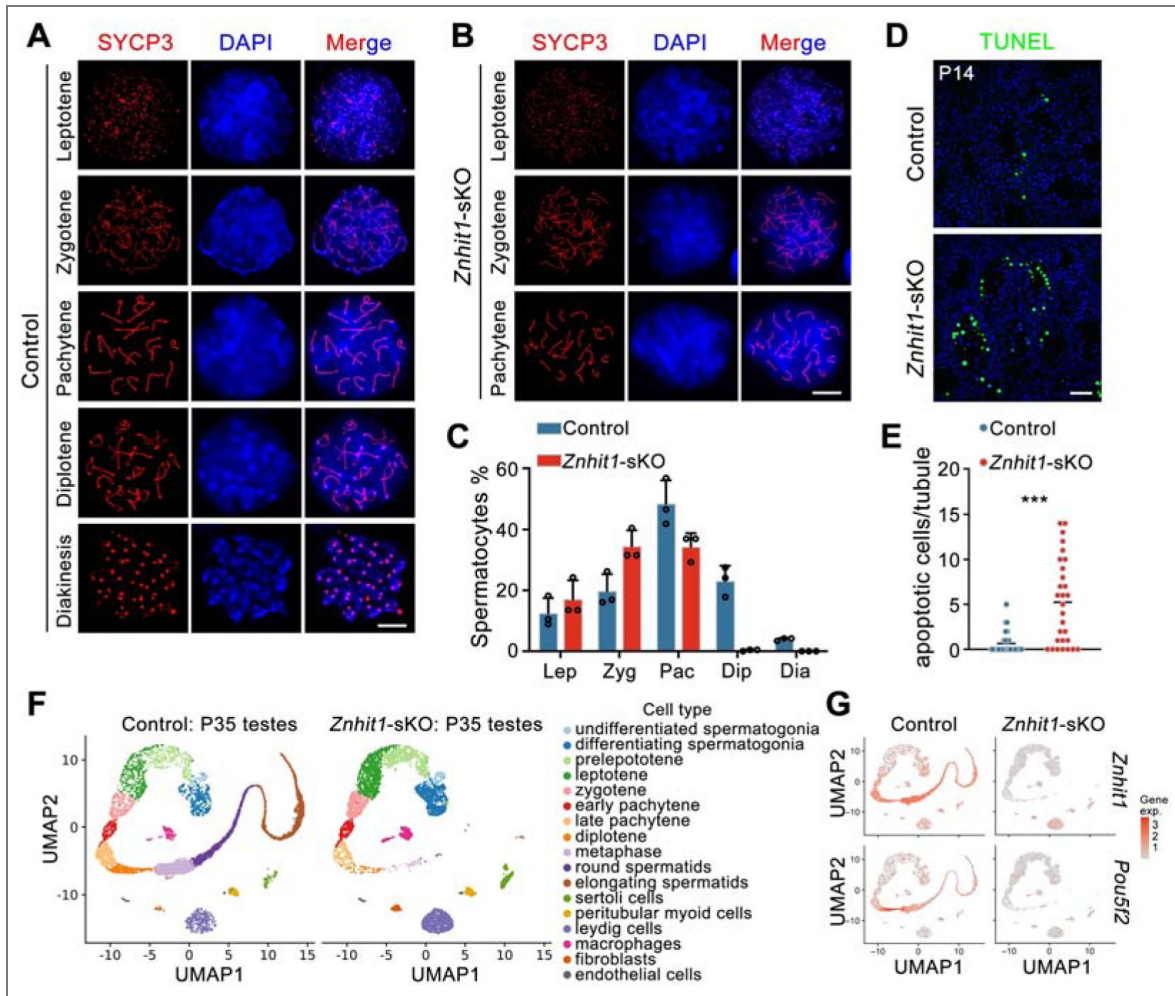 A
SYCP3 DAPI Merge
Control
Leptotene
Zygotene
Pachytene
Diplotene
Diakinesis
B
SYCP3 DAPI Merge
Znhit1-sKO
Leptotene
Zygotene
Pachytene
D
TUNEL
P14
Control
Znhit1-sKO
C
Control
Znhit1-sKO
Spermatocytes %
60
40
20
0
Lep Zyg Pac Dip Dia
E
Control
Znhit1-sKO
apoptotic cells/tubule
20
15
10
5
0
***
F
Control: P35 testes Znhit1-sKO: P35 testes
UMAP2
10
0
-10
-10 -5 0 5 10 15 -10 -5 0 5 10 15
UMAP1 UMAP1
Cell type
undifferentiated spermatogonia
differentiating spermatogonia
prelepototene
leptotene
zygotene
early pachytene
late pachytene
diplotene
metaphase
round spermatids
elongating spermatids
sertoli cells
peritubular myoid cells
leydig cells
macrophages
fibroblasts
endothelial cells
G
Control Znhit1-sKO
UMAP2
10
0
-10
Znhit1
UMAP2
10
0
-10
Pou5f2
-10 0 10 -10 0 10
UMAP1 UMAP1
Gene
exp.
3
2
1